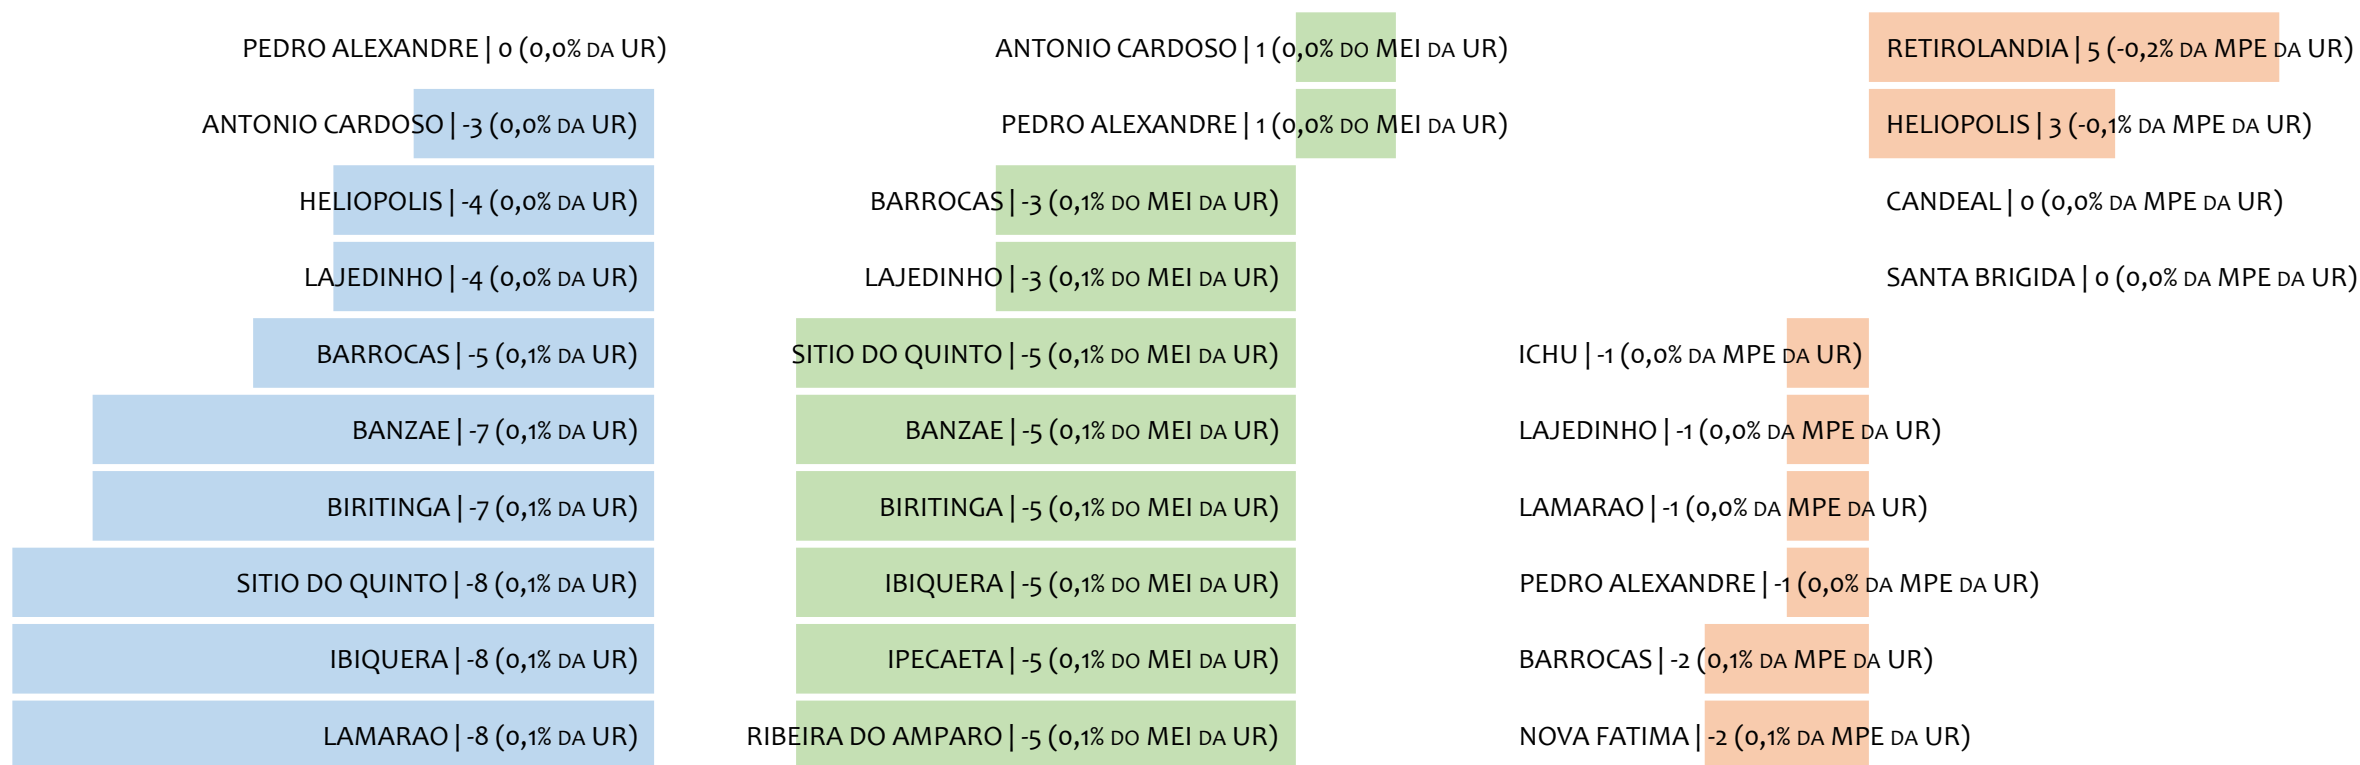 PEDRO ALEXANDRE | 0 (0,0% DA UR)
ANTONIO CARDOSO | -3 (0,0% DA UR)
HELIOPOLIS | -4 (0,0% DA UR)
LAJEDINHO | -4 (0,0% DA UR)
BARROCAS | -5 (0,1% DA UR)
BANZAE | -7 (0,1% DA UR)
BIRITINGA | -7 (0,1% DA UR)
SITIO DO QUINTO | -8 (0,1% DA UR)
IBIQUERA | -8 (0,1% DA UR)
LAMARAO | -8 (0,1% DA UR)
ANTONIO CARDOSO | 1 (0,0% DO MEI DA UR)
PEDRO ALEXANDRE | 1 (0,0% DO MEI DA UR)
BARROCAS | -3 (0,1% DO MEI DA UR)
LAJEDINHO | -3 (0,1% DO MEI DA UR)
SITIO DO QUINTO | -5 (0,1% DO MEI DA UR)
BANZAE | -5 (0,1% DO MEI DA UR)
BIRITINGA | -5 (0,1% DO MEI DA UR)
IBIQUERA | -5 (0,1% DO MEI DA UR)
IPECAETA | -5 (0,1% DO MEI DA UR)
RIBEIRA DO AMPARO | -5 (0,1% DO MEI DA UR)
RETIROLANDIA | 5 (-0,2% DA MPE DA UR)
HELIOPOLIS | 3 (-0,1% DA MPE DA UR)
CANDEAL | 0 (0,0% DA MPE DA UR)
SANTA BRIGIDA | 0 (0,0% DA MPE DA UR)
ICHU | -1 (0,0% DA MPE DA UR)
LAJEDINHO | -1 (0,0% DA MPE DA UR)
LAMARAO | -1 (0,0% DA MPE DA UR)
PEDRO ALEXANDRE | -1 (0,0% DA MPE DA UR)
BARROCAS | -2 (0,1% DA MPE DA UR)
NOVA FATIMA | -2 (0,1% DA MPE DA UR)